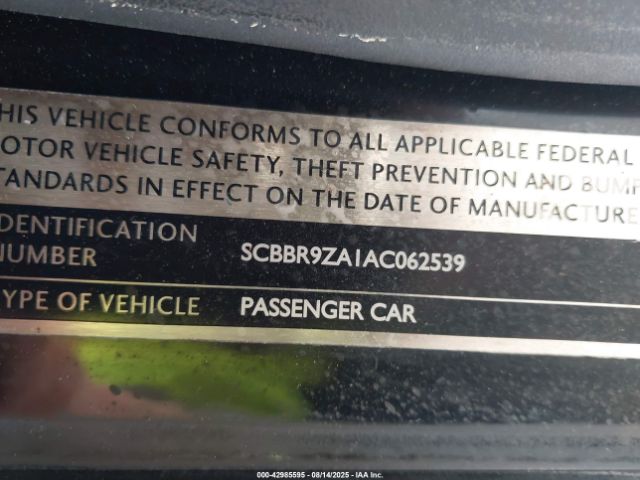 HIS VEHICLE CONFORMS TO ALL APPLICABLE FEDERAL
OTOR VEHICLE SAFETY, THEFT PREVENTION AND BUMP
TANDARDS IN EFFECT ON THE DATE OF MANUFACTURE
DENTIFICATION
NUMBER
SCBBR9ZA1AC062539
YPE OF VEHICLE PASSENGER CAR
000-42985595 - 08/14/2025 - IAA Inc.